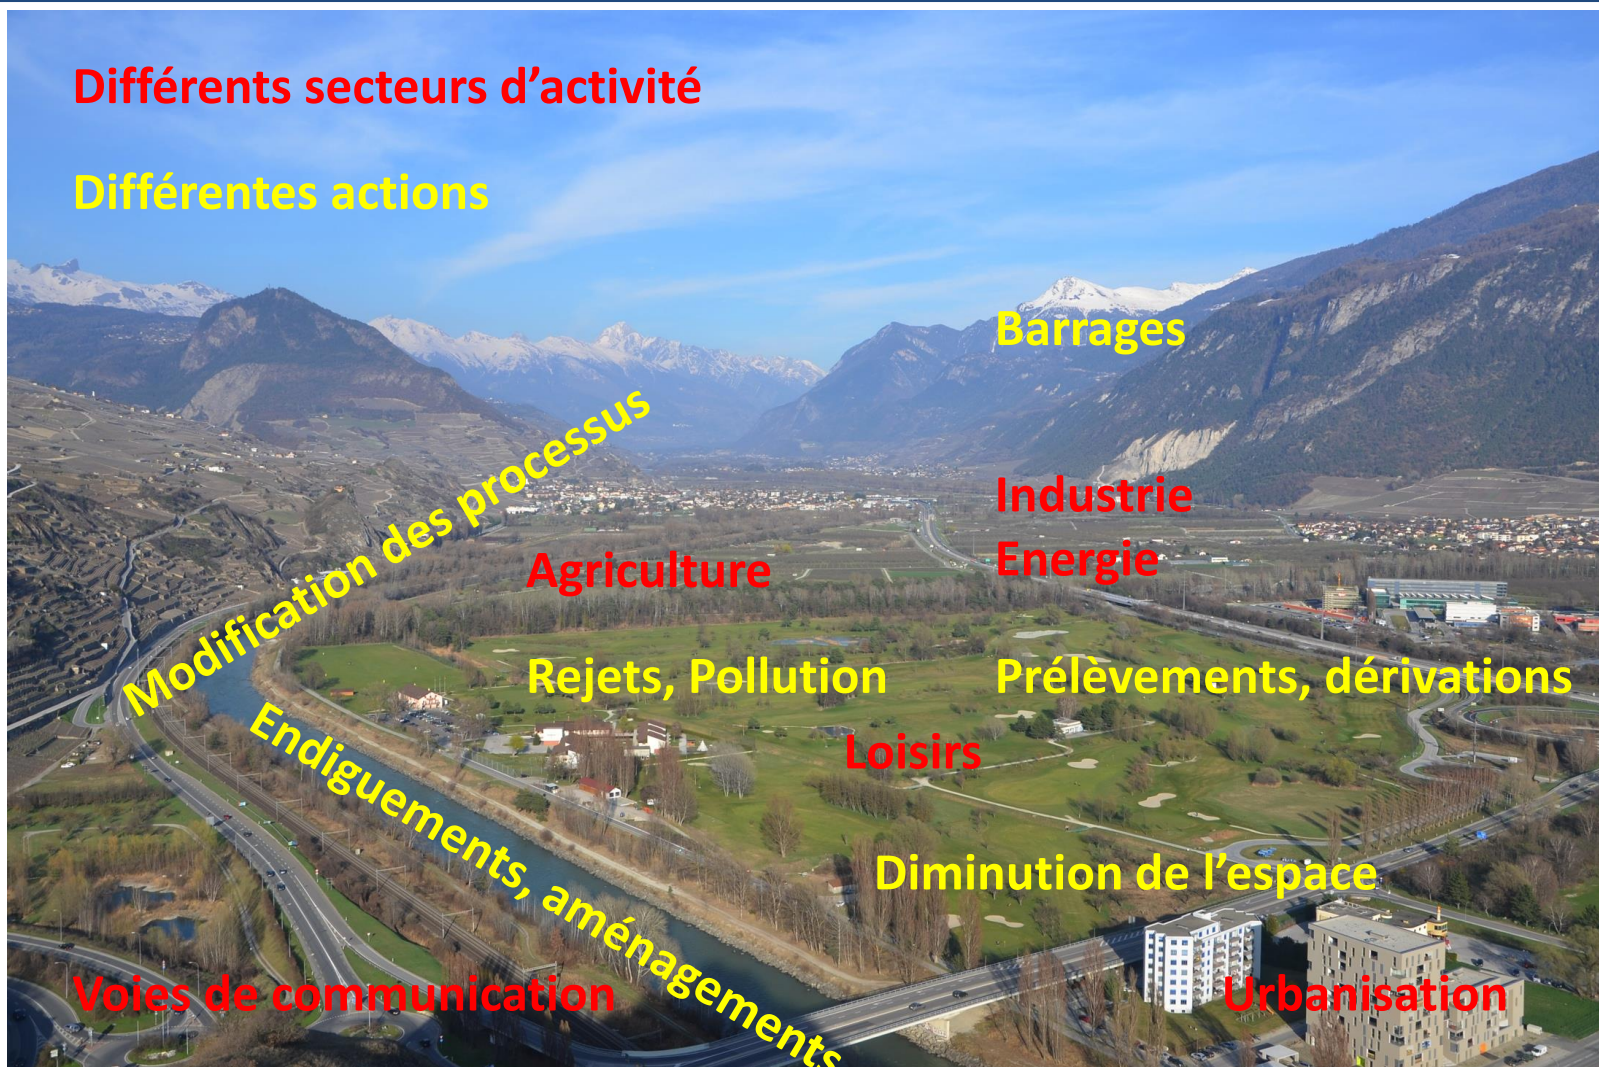 Différents secteurs d’activité
Différentes actions
Barrages
Modification des processus
Industrie
Energie
Agriculture
Rejets, Pollution
Prélèvements, dérivations
Loisirs
Endiguements, aménagements
Diminution de l’espace
Voies de communication
Urbanisation